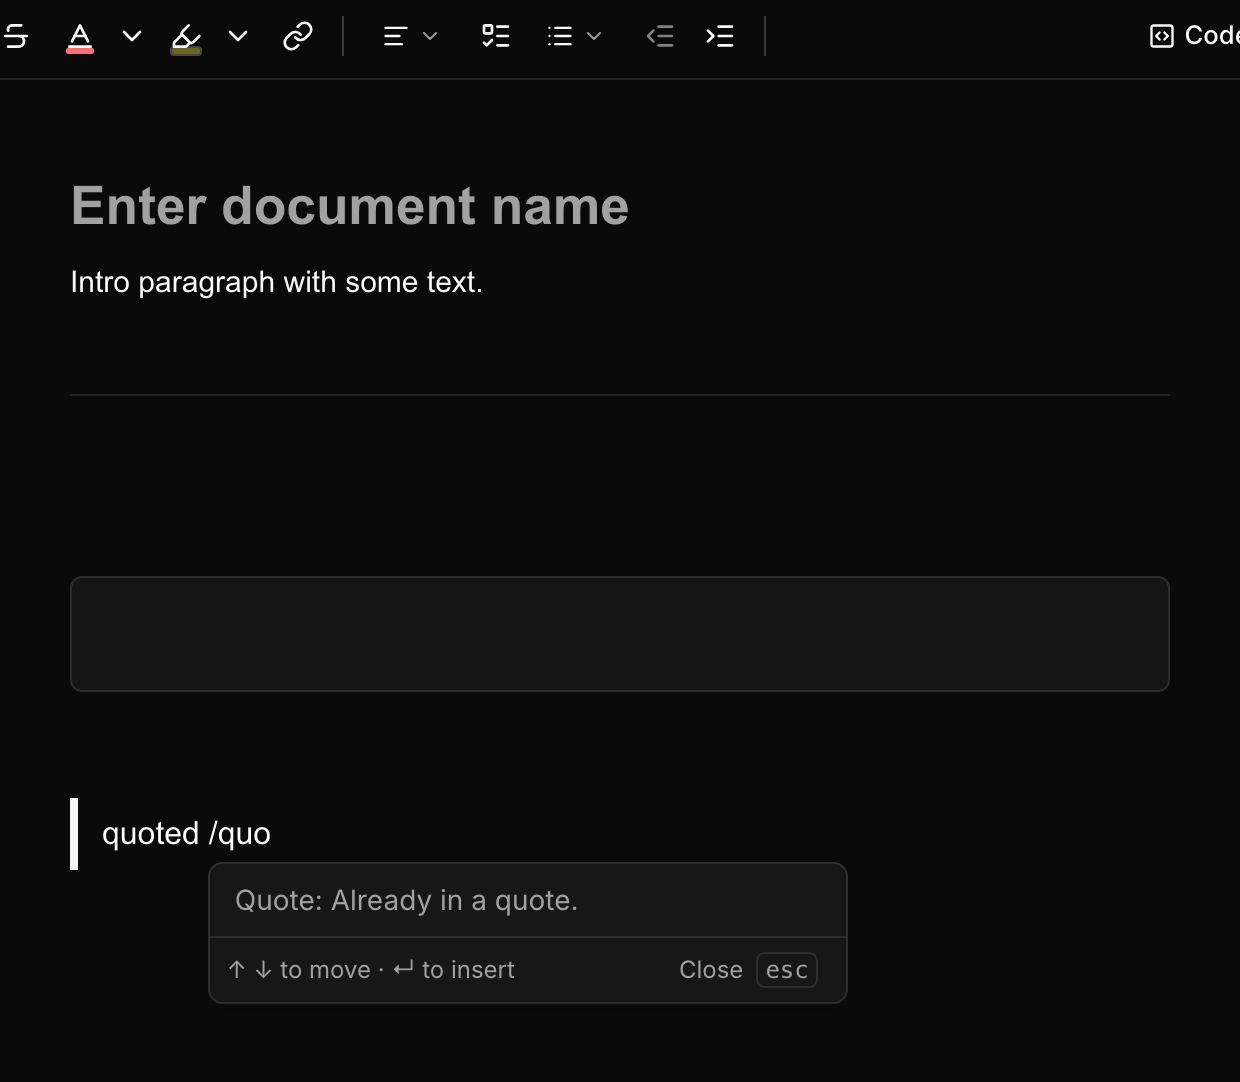 Code
Enter document name
Intro paragraph with some text.
quoted /quo
Quote: Already in a quote.
↑ ↓ to move · ↵ to insert
Close esc